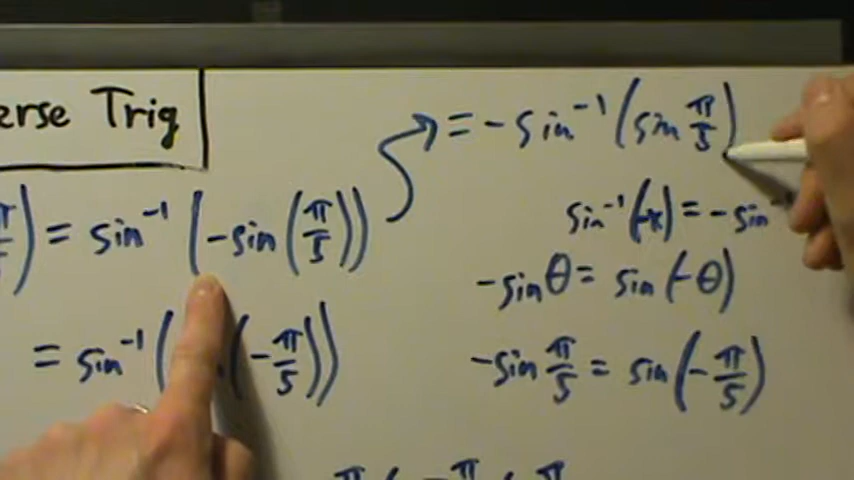 erse Trig
= -sin⁻¹(sin π/5)
π/5) = sin⁻¹(-sin(π/5))
sin⁻¹(-x) = -sin⁻
-sinθ = sin(-θ)
= sin⁻¹( (-π/5))
-sin π/5 = sin(-π/5)
π - π π